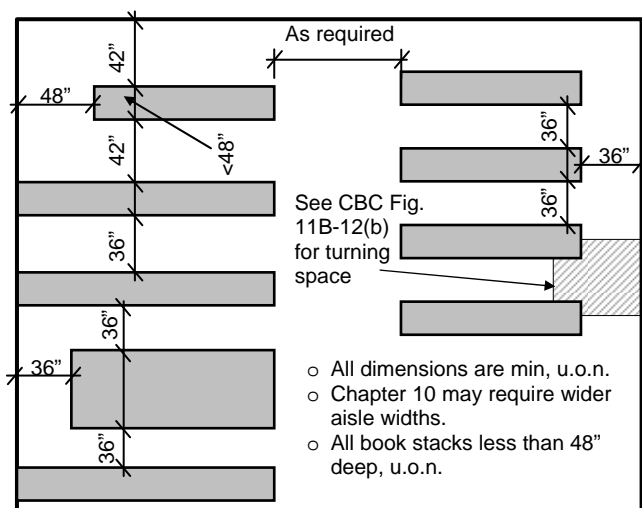 As required
42”
48”
<48”
42”
36”
36”
36”
36”
36”
36”
36”
See CBC Fig.
11B-12(b)
for turning
space
o All dimensions are min, u.o.n.
o Chapter 10 may require wider
aisle widths.
o All book stacks less than 48”
deep, u.o.n.